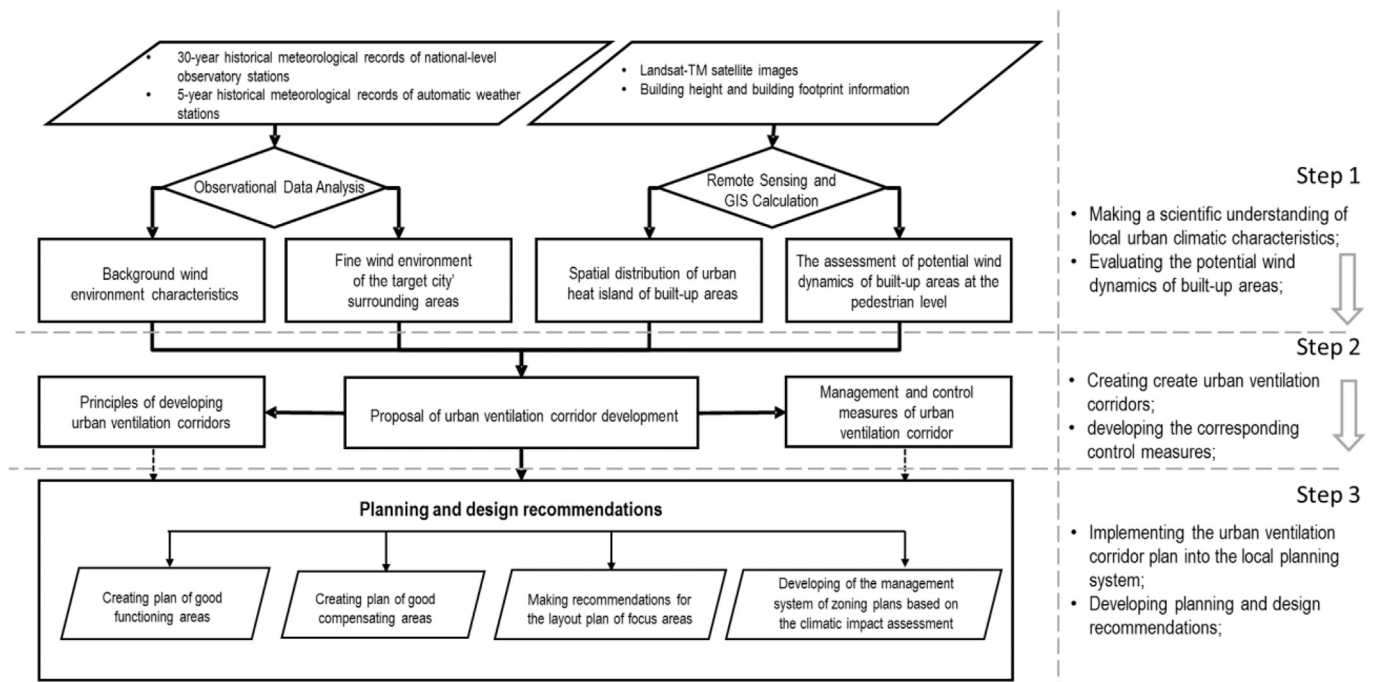 • 30-year historical meteorological records of national-level
observatory stations
• 5-year historical meteorological records of automatic weather
stations
• Landsat-TM satellite images
• Building height and building footprint information
Observational Data Analysis
Remote Sensing and
GIS Calculation
Background wind
environment characteristics
Fine wind environment
of the target city'
surrounding areas
Spatial distribution of urban
heat island of built-up areas
The assessment of potential wind
dynamics of built-up areas at the
pedestrian level
Step 1
• Making a scientific understanding of
local urban climatic characteristics;
• Evaluating the potential wind
dynamics of built-up areas;
Principles of developing
urban ventilation corridors
Proposal of urban ventilation corridor development
Management and control
measures of urban
ventilation corridor
Step 2
• Creating create urban ventilation
corridors;
• developing the corresponding
control measures;
Planning and design recommendations
Creating plan of good
functioning areas
Creating plan of good
compensating areas
Making recommendations for
the layout plan of focus areas
Developing of the management
system of zoning plans based on
the climatic impact assessment
Step 3
• Implementing the urban ventilation
corridor plan into the local planning
system;
• Developing planning and design
recommendations;